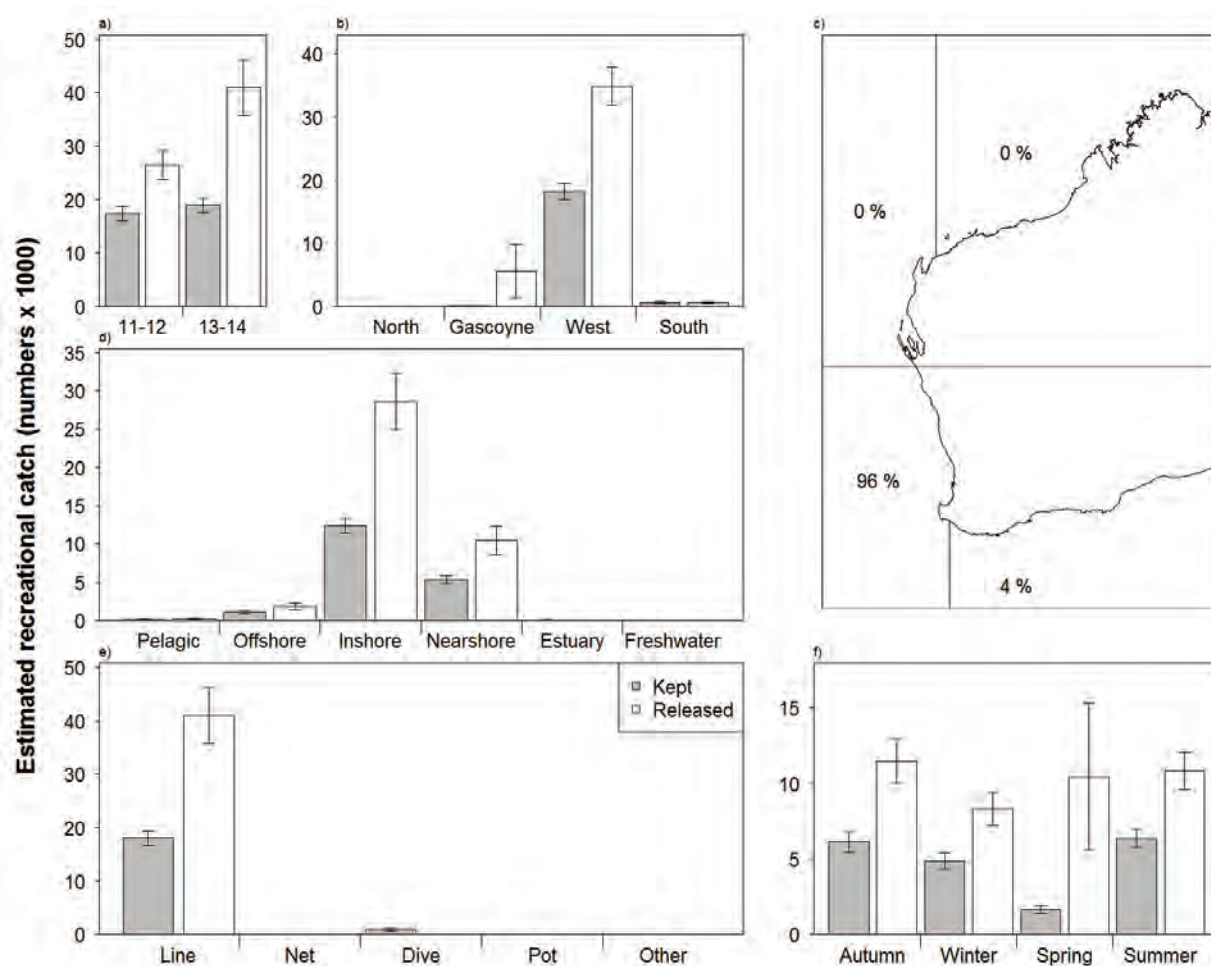 Estimated recreational catch (numbers x 1000)
a)
50
40
30
20
10
0
11-12 13-14
b)
40
30
20
10
0
North Gascoyne West South
c)
0 %
0 %
96 %
4 %
d)
35
30
25
20
15
10
5
0
Pelagic Offshore Inshore Nearshore Estuary Freshwater
e)
50
40
30
20
10
0
Kept
Released
Line Net Dive Pot Other
f)
15
10
5
0
Autumn Winter Spring Summer